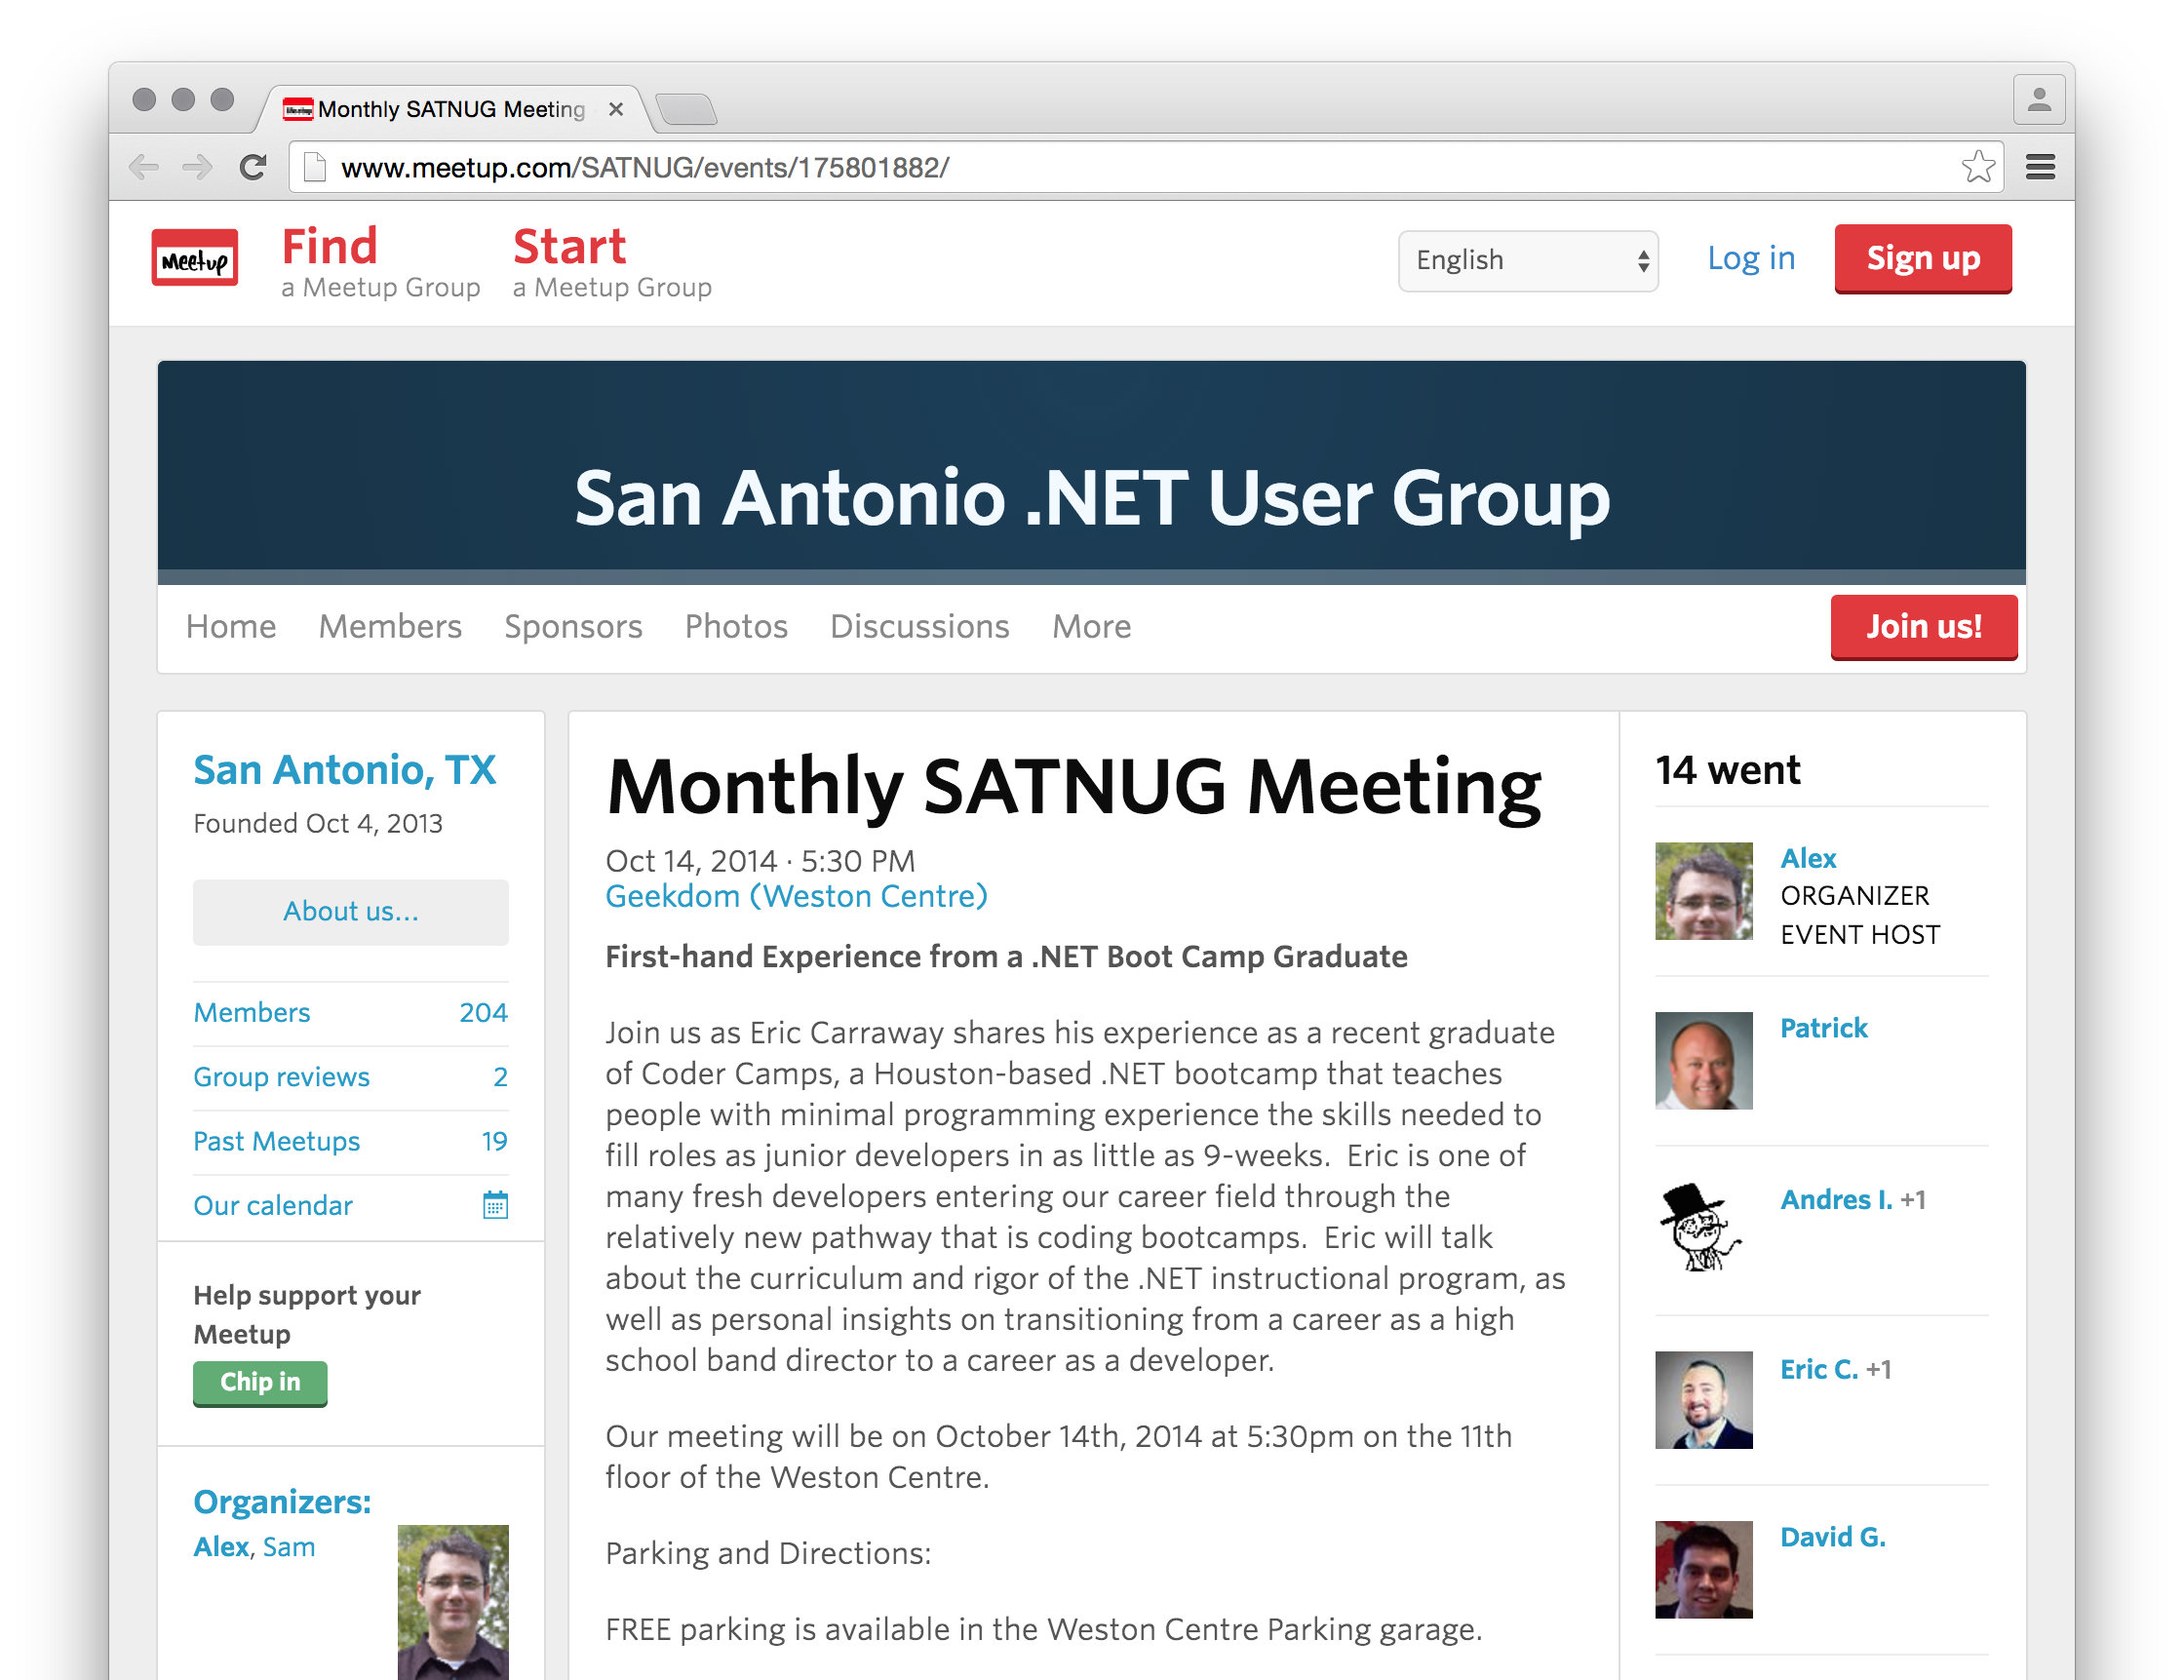 Monthly SATNUG Meeting
www.meetup.com/SATNUG/events/175801882/
Meetup
Find
a Meetup Group
Start
a Meetup Group
English
Log in
Sign up
San Antonio .NET User Group
Home Members Sponsors Photos Discussions More
Join us!
San Antonio, TX
Founded Oct 4, 2013
About us...
Members 204
Group reviews 2
Past Meetups 19
Our calendar
Help support your
Meetup
Chip in
Organizers:
Alex, Sam
Monthly SATNUG Meeting
Oct 14, 2014 · 5:30 PM
Geekdom (Weston Centre)
First-hand Experience from a .NET Boot Camp Graduate
Join us as Eric Carraway shares his experience as a recent graduate
of Coder Camps, a Houston-based .NET bootcamp that teaches
people with minimal programming experience the skills needed to
fill roles as junior developers in as little as 9-weeks.  Eric is one of
many fresh developers entering our career field through the
relatively new pathway that is coding bootcamps.  Eric will talk
about the curriculum and rigor of the .NET instructional program, as
well as personal insights on transitioning from a career as a high
school band director to a career as a developer.
Our meeting will be on October 14th, 2014 at 5:30pm on the 11th
floor of the Weston Centre.
Parking and Directions:
FREE parking is available in the Weston Centre Parking garage.
14 went
Alex
ORGANIZER
EVENT HOST
Patrick
Andres I. +1
Eric C. +1
David G.